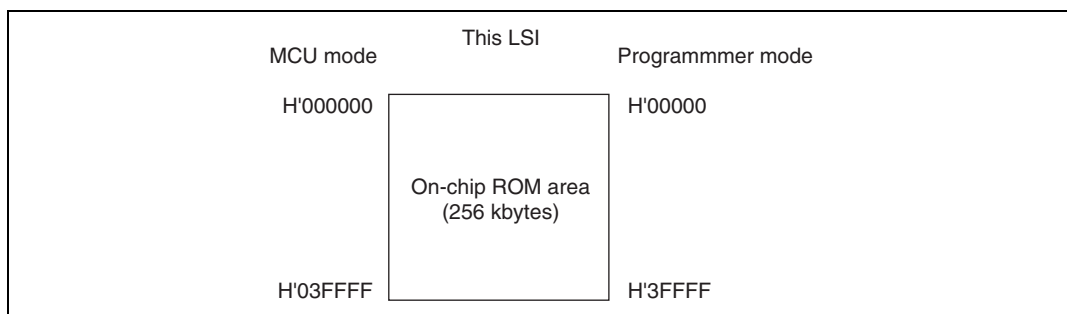 This LSI
MCU mode
Programmmer mode
H'000000
H'00000
On-chip ROM area
(256 kbytes)
H'03FFFF
H'3FFFF